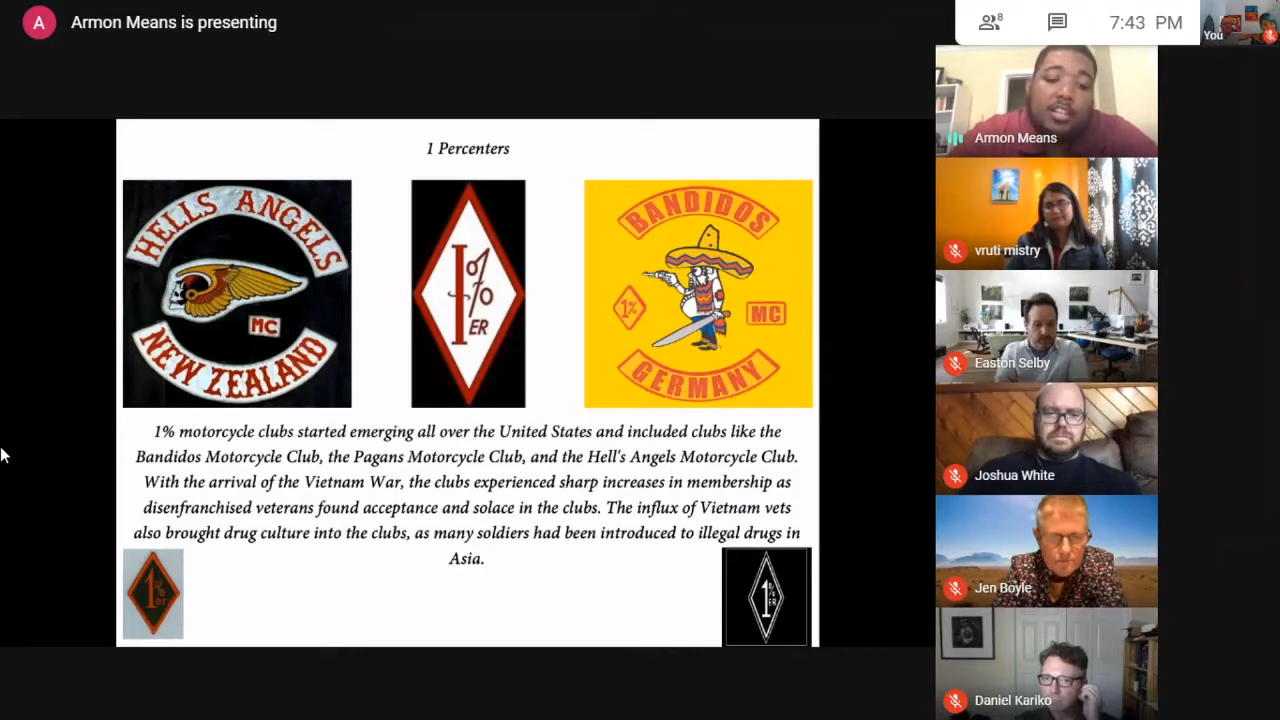 A Armon Means is presenting
8
7:43 PM
You
1 Percenters
HELLS ANGELS
MC
NEW ZEALAND
1%
ER
BANDIDOS
1%
MC
GERMANY
1% motorcycle clubs started emerging all over the United States and included clubs like the
Bandidos Motorcycle Club, the Pagans Motorcycle Club, and the Hell's Angels Motorcycle Club.
With the arrival of the Vietnam War, the clubs experienced sharp increases in membership as
disenfranchised veterans found acceptance and solace in the clubs. The influx of Vietnam vets
also brought drug culture into the clubs, as many soldiers had been introduced to illegal drugs in
Asia.
1%
ER
1%
ER
Armon Means
vruti mistry
Easton Selby
Joshua White
Jen Boyle
Daniel Kariko